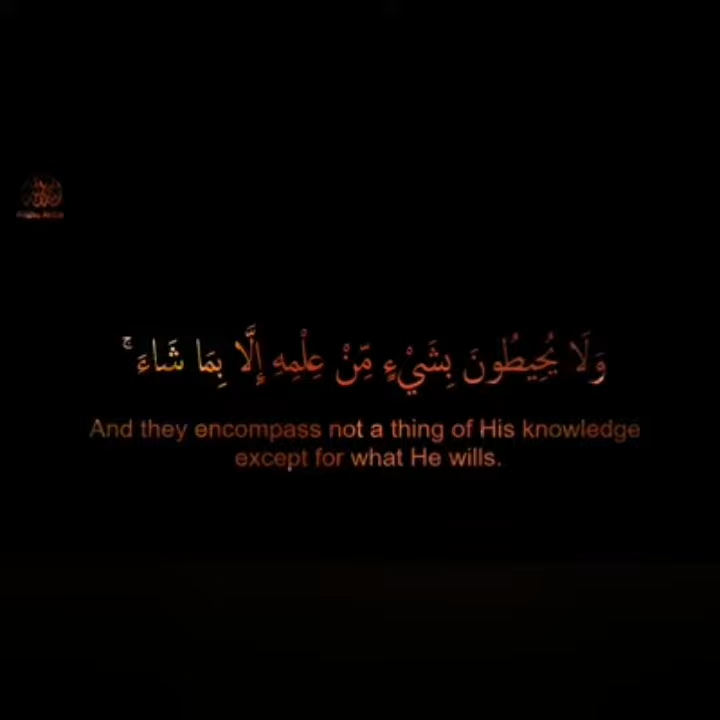 وَلَا يُحِيطُونَ بِشَيْءٍ مِّنْ عِلْمِهِ إِلَّا بِمَا شَاءَ ۚ
And they encompass not a thing of His knowledge
except for what He wills.